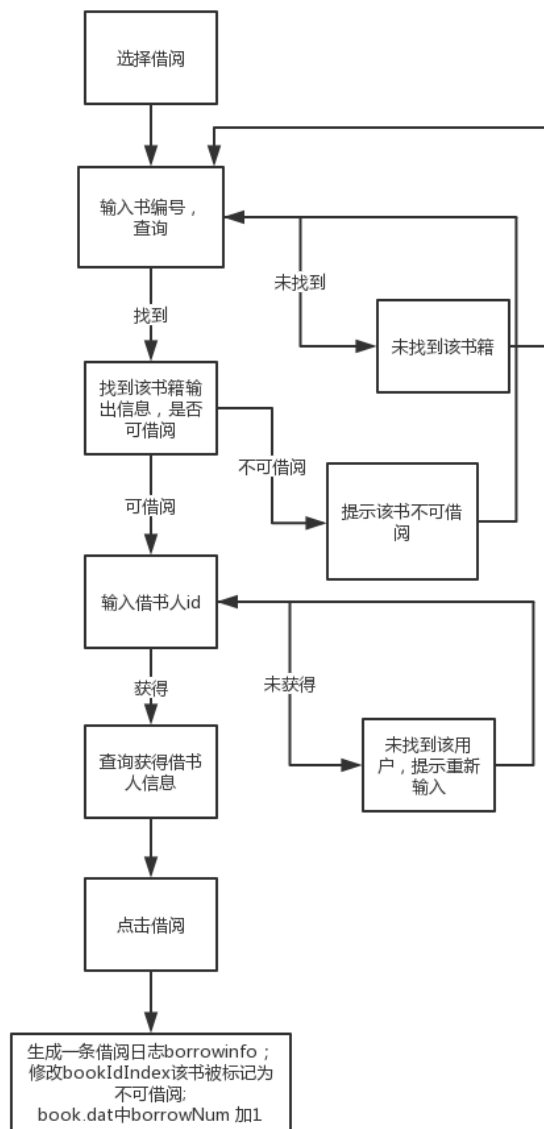 选择借阅
输入书编号，
查询
未找到
找到
未找到该书籍
找到该书籍输
出信息，是否
可借阅
不可借阅
提示该书不可借
阅
可借阅
输入借书人id
获得
未获得
查询获得借书
人信息
未找到该用
户，提示重新
输入
点击借阅
生成一条借阅日志borrowinfo；
修改bookIdIndex该书被标记为
不可借阅;
book.dat中borrowNum 加1